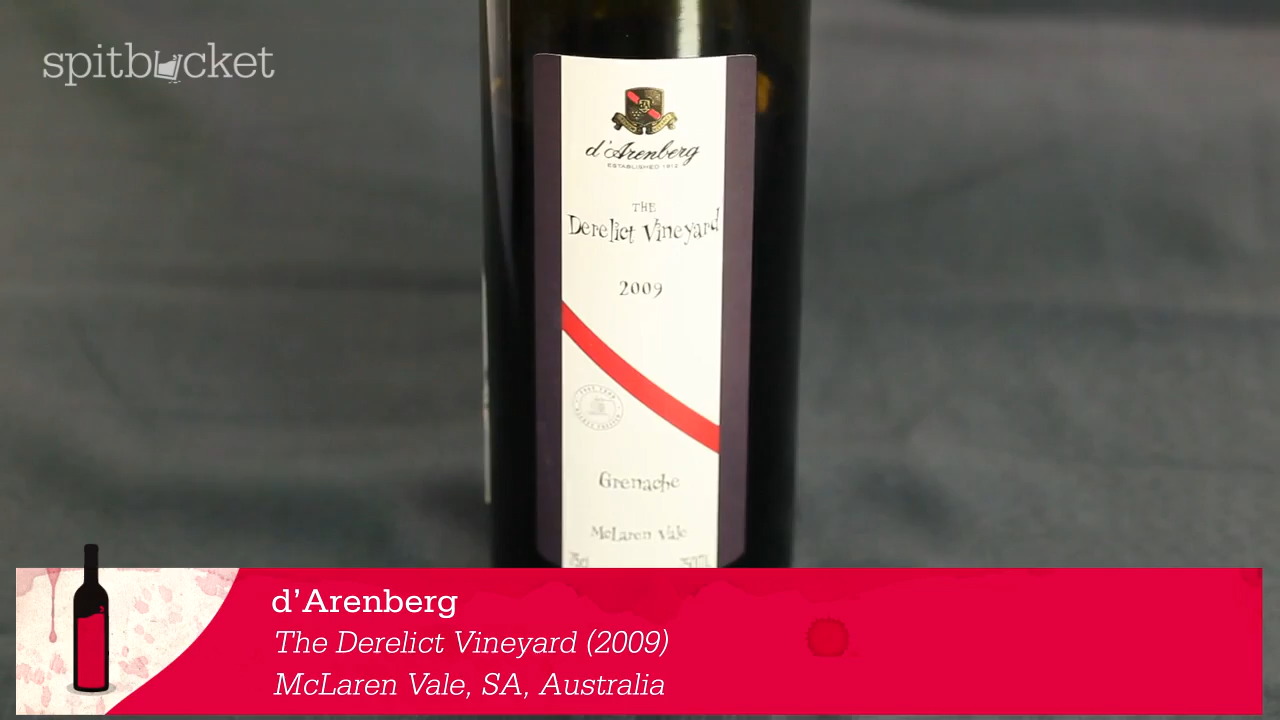 spitbucket
d'Arenberg
ESTABLISHED 1912
THE
Derelict Vineyard
2009
Grenache
McLaren Vale
d’Arenberg
The Derelict Vineyard (2009)
McLaren Vale, SA, Australia